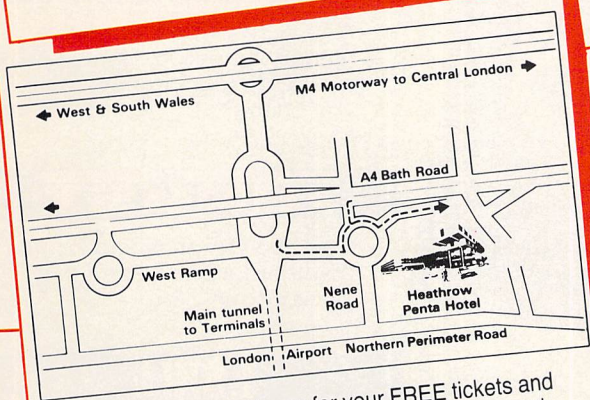 West & South Wales
M4 Motorway to Central London
A4 Bath Road
West Ramp
Main tunnel
to Terminals
Nene
Road
Heathrow
Penta Hotel
London Airport Northern Perimeter Road
for your FREE tickets and